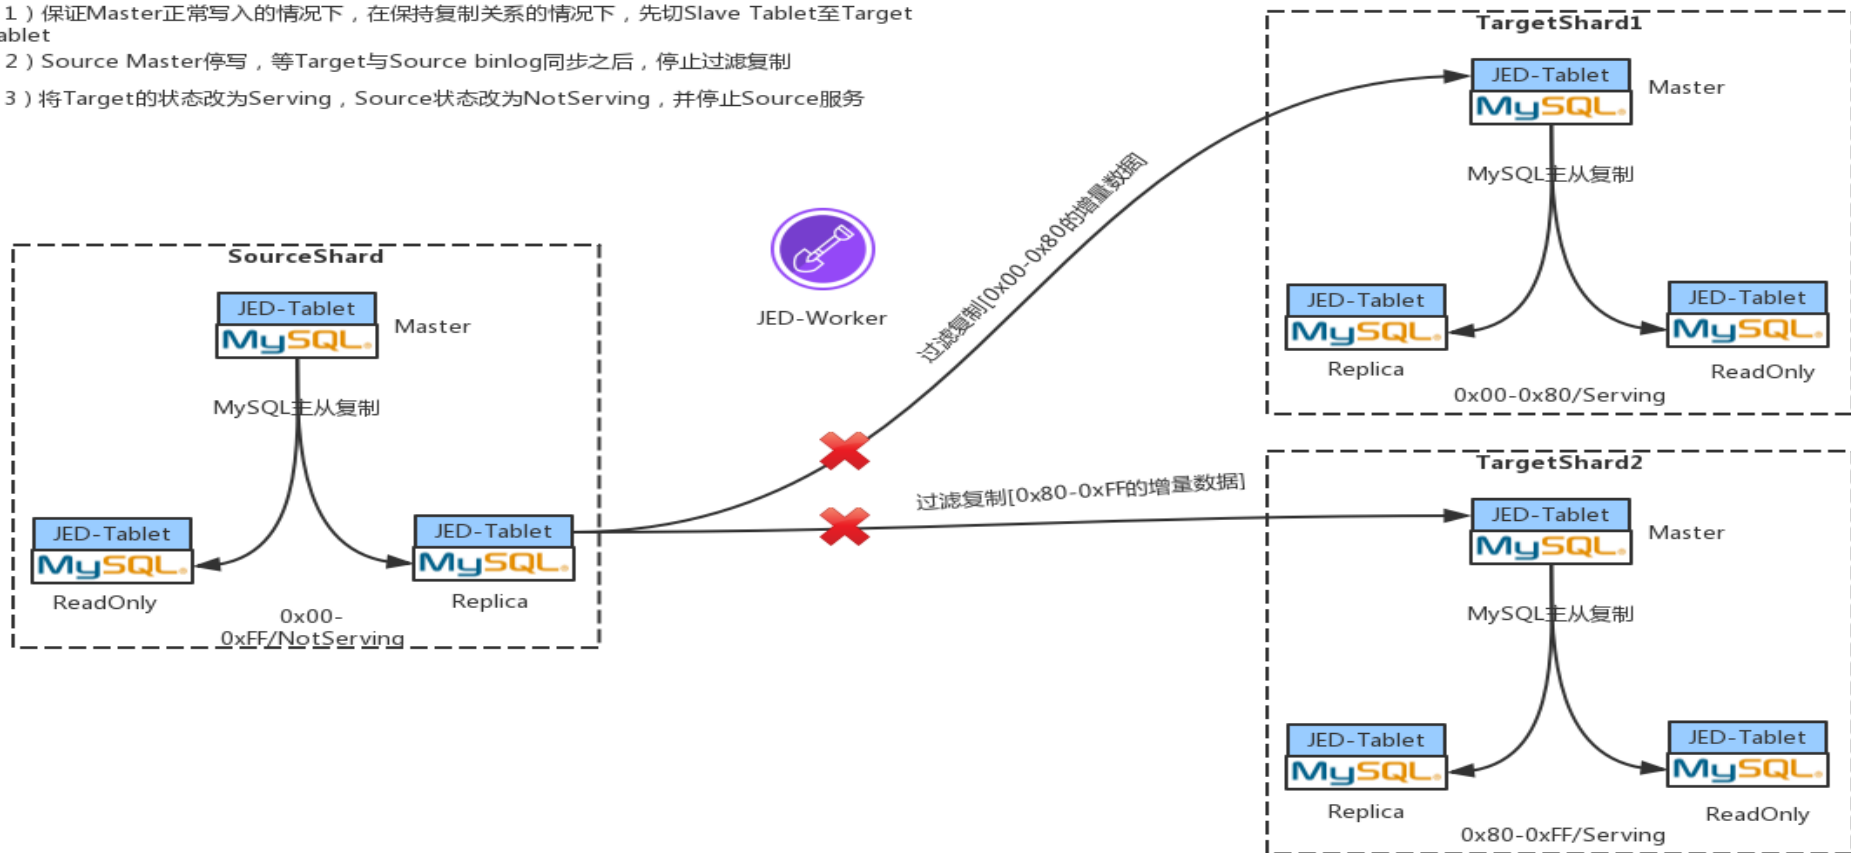 1）保证Master正常写入的情况下，在保持复制关系的情况下，先切Slave Tablet至Target
ablet
2）Source Master停写，等Target与Source binlog同步之后，停止过滤复制
3）将Target的状态改为Serving，Source状态改为NotServing，并停止Source服务
SourceShard
JED-Tablet
MySQL
Master
MySQL主从复制
JED-Tablet
MySQL
ReadOnly
JED-Tablet
MySQL
Replica
0x00-
0xFF/NotServing
JED-Worker
过滤复制[0x00-0x80的增量数据]
过滤复制[0x80-0xFF的增量数据]
TargetShard1
JED-Tablet
MySQL
Master
MySQL主从复制
JED-Tablet
MySQL
Replica
JED-Tablet
MySQL
ReadOnly
0x00-0x80/Serving
TargetShard2
JED-Tablet
MySQL
Master
MySQL主从复制
JED-Tablet
MySQL
Replica
JED-Tablet
MySQL
ReadOnly
0x80-0xFF/Serving